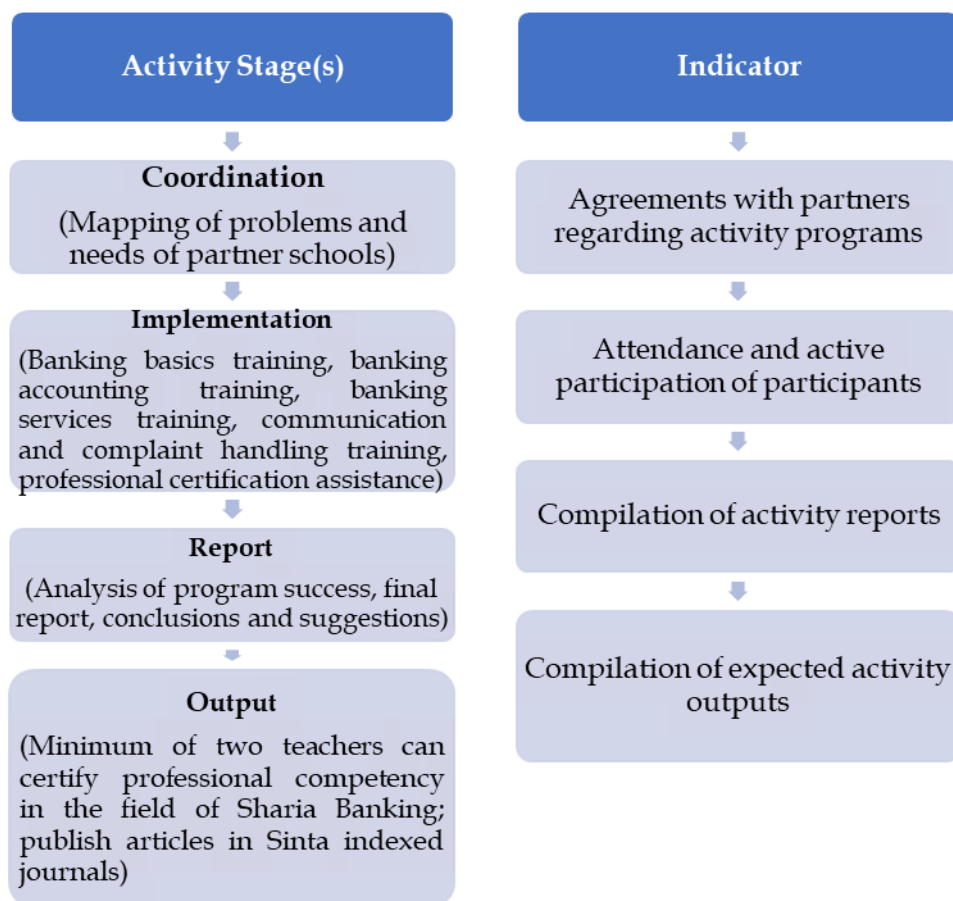 Activity Stage(s)
Coordination
(Mapping of problems and
needs of partner schools)
Implementation
(Banking basics training, banking
accounting training, banking
services training, communication
and complaint handling training,
professional certification assistance)
Report
(Analysis of program success, final
report, conclusions and suggestions)
Output
(Minimum of two teachers can
certify professional competency
in the field of Sharia Banking;
publish articles in Sinta indexed
journals)
Indicator
Agreements with partners
regarding activity programs
Attendance and active
participation of participants
Compilation of activity reports
Compilation of expected activity
outputs